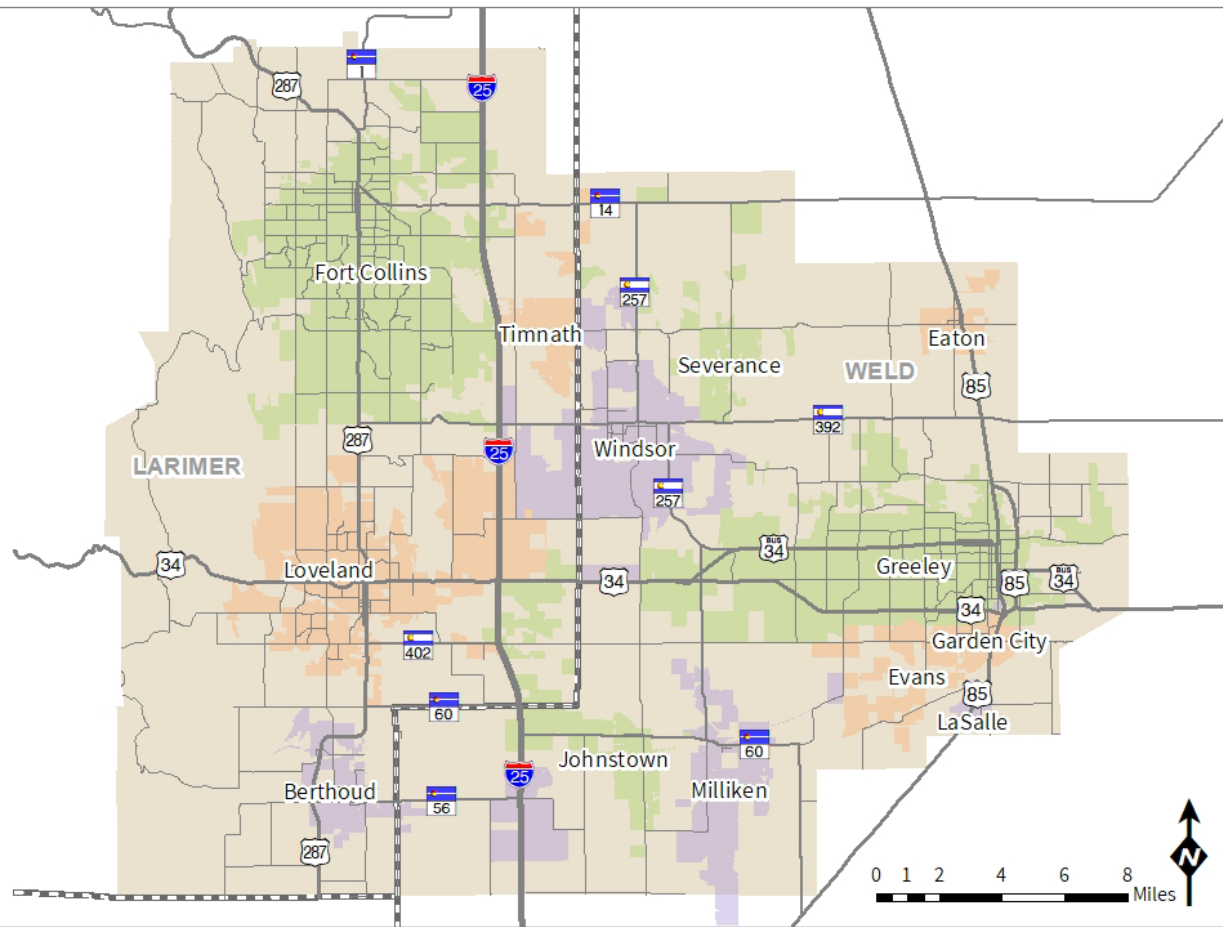 1
287
25
14
Fort Collins
257
Timnath
Eaton
Severance
WELD
85
392
287
25
Windsor
LARIMER
257
BUS
34
34
Loveland
Greeley
34
85
BUS
34
34
402
Garden City
Evans
85
60
LaSalle
60
Johnstown
25
Berthoud
56
Milliken
287
N
0 1 2 4 6 8
Miles